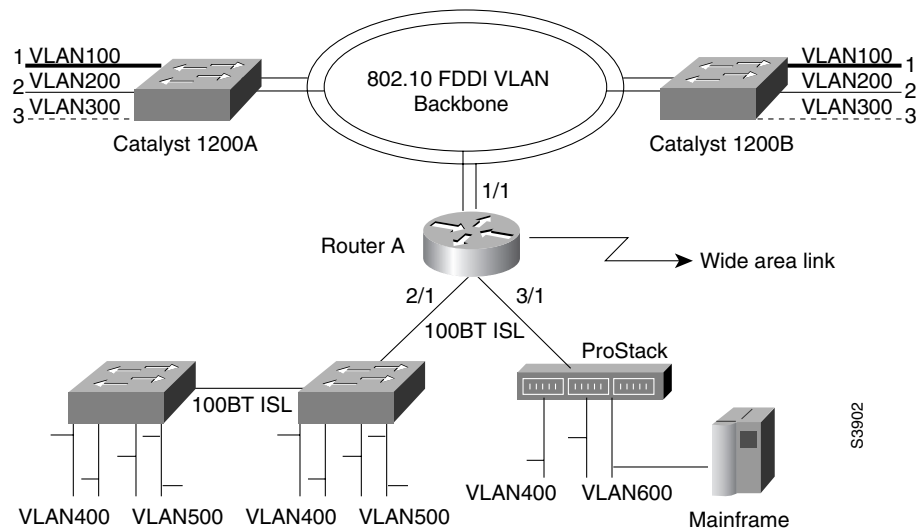 1 VLAN100
2 VLAN200
3 VLAN300
Catalyst 1200A
802.10 FDDI VLAN
Backbone
VLAN100 1
VLAN200 2
VLAN300 3
Catalyst 1200B
1/1
Router A
Wide area link
2/1
3/1
100BT ISL
ProStack
100BT ISL
VLAN400
VLAN500
VLAN400
VLAN500
VLAN400
VLAN600
Mainframe
S3902